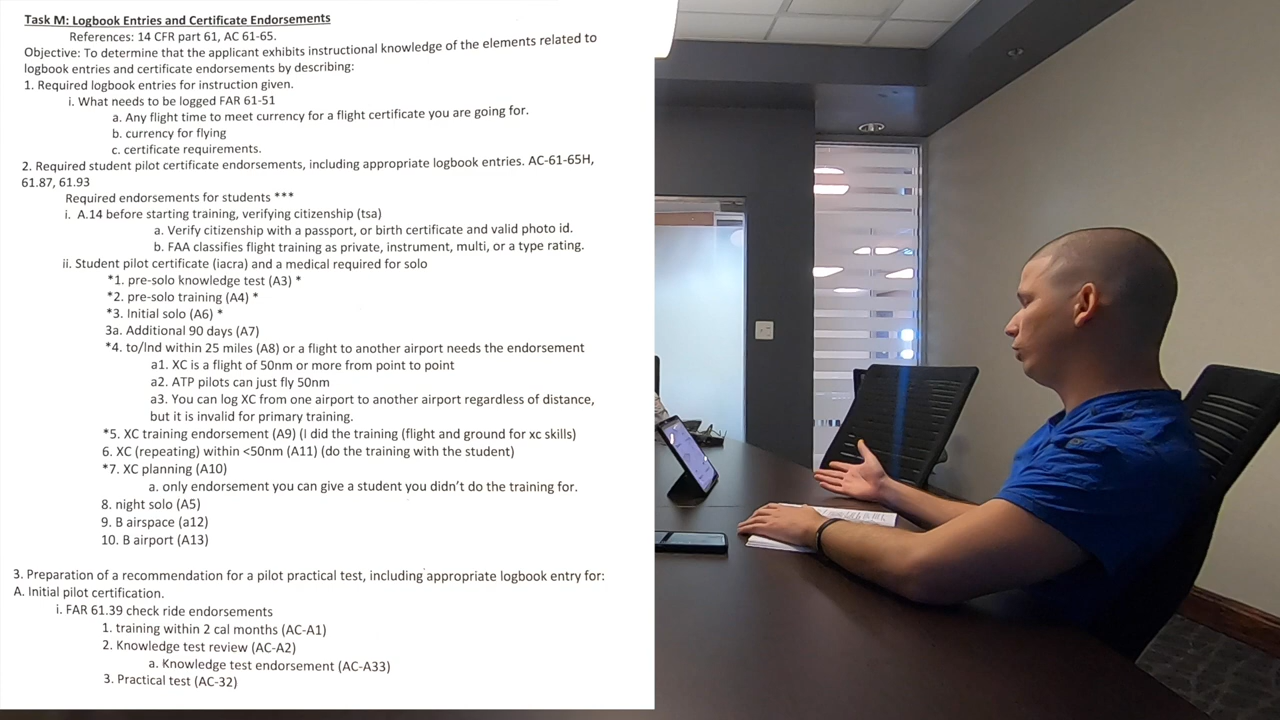 Task M: Logbook Entries and Certificate Endorsements
References: 14 CFR part 61, AC 61-65.
Objective: To determine that the applicant exhibits instructional knowledge of the elements related to
logbook entries and certificate endorsements by describing:
1. Required logbook entries for instruction given.
i. What needs to be logged FAR 61-51
a. Any flight time to meet currency for a flight certificate you are going for.
b. currency for flying
c. certificate requirements.
2. Required student pilot certificate endorsements, including appropriate logbook entries. AC-61-65H,
61.87, 61.93
Required endorsements for students ***
i. A.14 before starting training, verifying citizenship (tsa)
a. Verify citizenship with a passport, or birth certificate and valid photo id.
b. FAA classifies flight training as private, instrument, multi, or a type rating.
ii. Student pilot certificate (iacra) and a medical required for solo
*1. pre-solo knowledge test (A3) *
*2. pre-solo training (A4) *
*3. Initial solo (A6) *
3a. Additional 90 days (A7)
*4. to/lnd within 25 miles (A8) or a flight to another airport needs the endorsement
a1. XC is a flight of 50nm or more from point to point
a2. ATP pilots can just fly 50nm
a3. You can log XC from one airport to another airport regardless of distance,
but it is invalid for primary training.
*5. XC training endorsement (A9) (I did the training (flight and ground for xc skills)
6. XC (repeating) within <50nm (A11) (do the training with the student)
*7. XC planning (A10)
a. only endorsement you can give a student you didn't do the training for.
8. night solo (A5)
9. B airspace (a12)
10. B airport (A13)
3. Preparation of a recommendation for a pilot practical test, including appropriate logbook entry for:
A. Initial pilot certification.
i. FAR 61.39 check ride endorsements
1. training within 2 cal months (AC-A1)
2. Knowledge test review (AC-A2)
a. Knowledge test endorsement (AC-A33)
3. Practical test (AC-32)